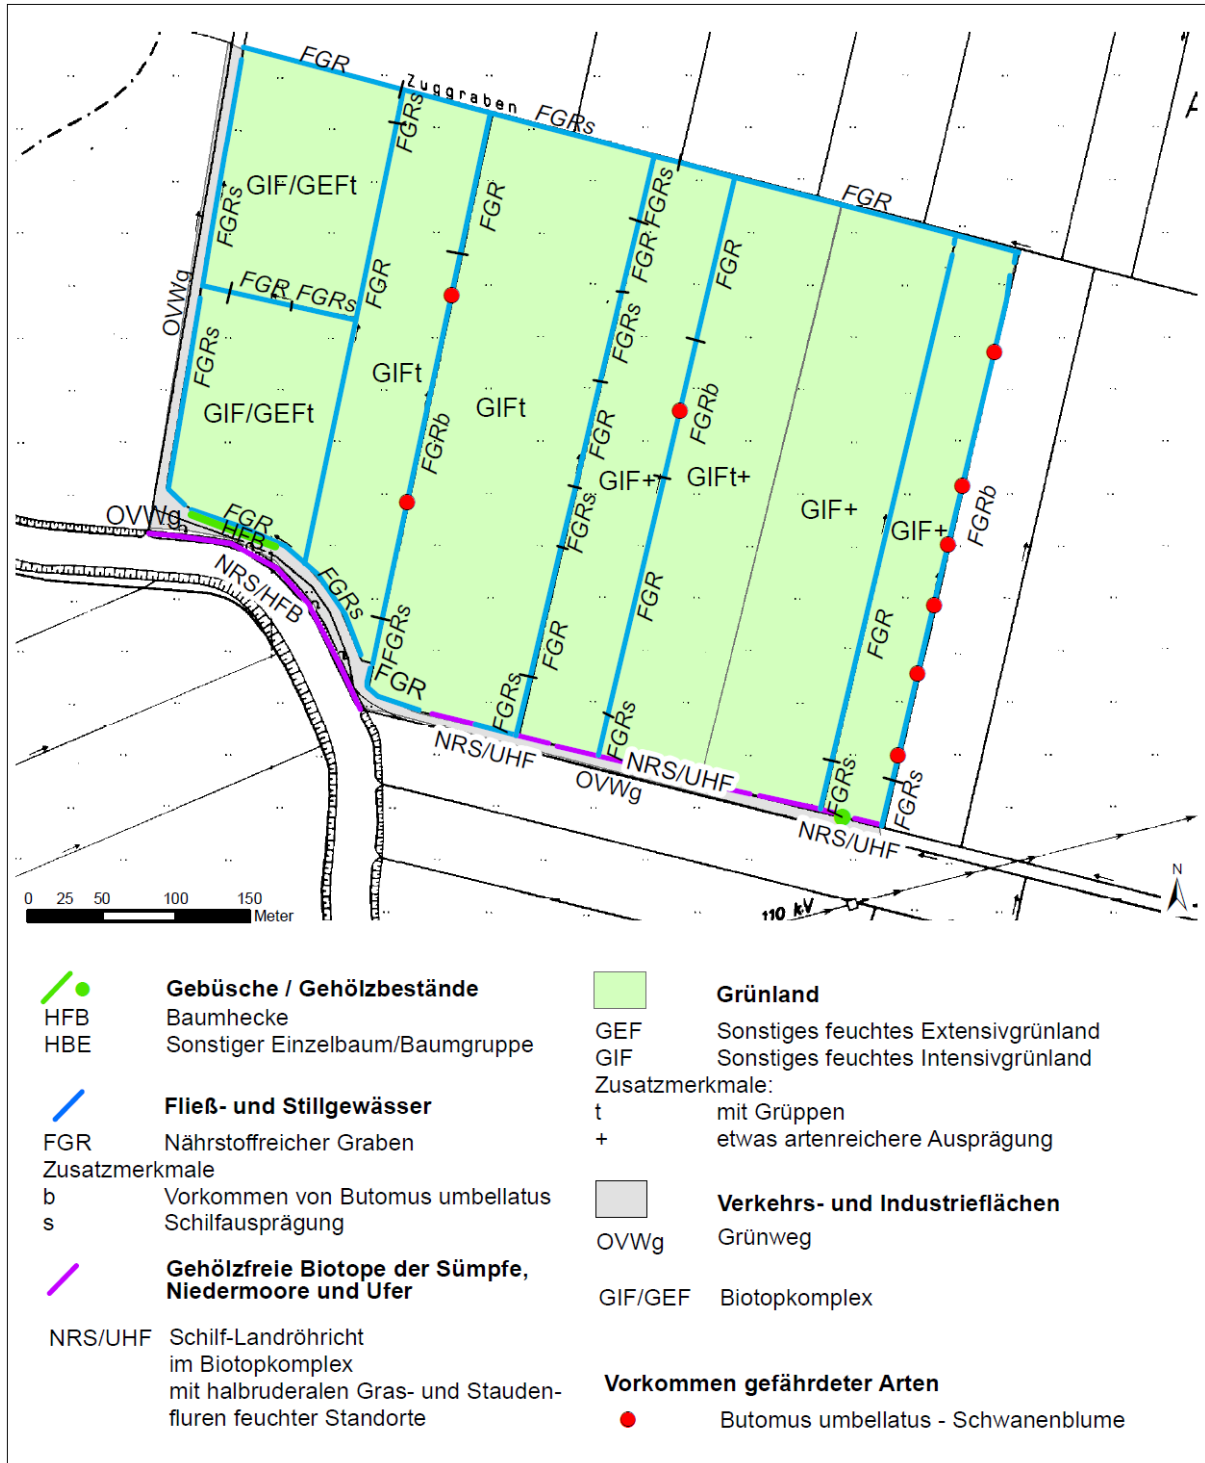 FGR
Zuggraben
FGRs
FGRs
FGR
A
GIF/GEFt
FGRs
FGR
FGRs
FGR
FGR
FGRs
FGR
FGRs
FGR
OVWg
FGRs
GIFt
GIFt
FGRs
FGRb
FGRb
FGR
GIF/GEFt
GIF+
GIFt+
GIF+
GIF+
FGRb
FGRs
OVWg
FGR
HFB
NRS/HFB
FGRs
FGR
FGR
FGRs
FGR
FGR
FGRs
FGRs
NRS/UHF
NRS/UHF
OVWg
FGRs
FGRs
NRS/UHF
N
0 25 50 100 150
Meter
110 kV
Gebüsche / Gehölzbestände
HFB Baumhecke
HBE Sonstiger Einzelbaum/Baumgruppe
Fließ- und Stillgewässer
FGR Nährstoffreicher Graben
Zusatzmerkmale
b Vorkommen von Butomus umbellatus
s Schilfausprägung
Gehölzfreie Biotope der Sümpfe,
Niedermoore und Ufer
NRS/UHF Schilf-Landröhricht
im Biotopkomplex
mit halbruderalen Gras- und Stauden-
fluren feuchter Standorte
Grünland
GEF Sonstiges feuchtes Extensivgrünland
GIF Sonstiges feuchtes Intensivgrünland
Zusatzmerkmale:
t mit Grüppen
+ etwas artenreichere Ausprägung
Verkehrs- und Industrieflächen
OVWg Grünweg
GIF/GEF Biotopkomplex
Vorkommen gefährdeter Arten
Butomus umbellatus - Schwanenblume